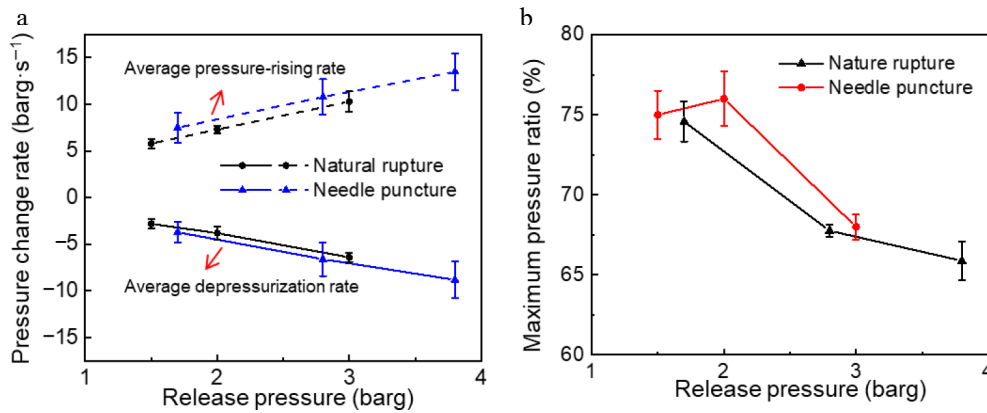 a
Pressure change rate (barg·s⁻¹)
15
10
5
0
−5
−10
−15
Average pressure-rising rate
Natural rupture
Needle puncture
Average depressurization rate
1
2
3
4
Release pressure (barg)
b
Maximum pressure ratio (%)
80
75
70
65
60
Nature rupture
Needle puncture
1
2
3
4
Release pressure (barg)